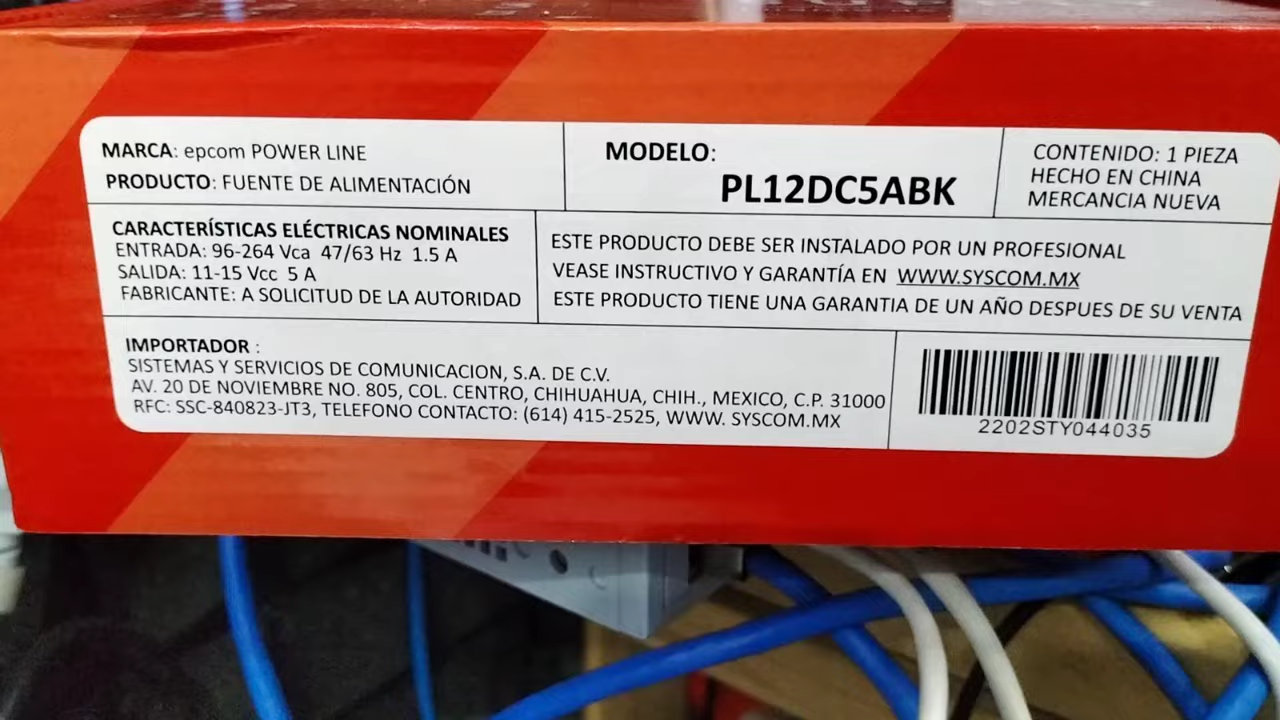 MARCA: epcom POWER LINE
PRODUCTO: FUENTE DE ALIMENTACIÓN
MODELO:
PL12DC5ABK
CONTENIDO: 1 PIEZA
HECHO EN CHINA
MERCANCIA NUEVA
CARACTERÍSTICAS ELÉCTRICAS NOMINALES
ENTRADA: 96-264 Vca 47/63 Hz 1.5 A
SALIDA: 11-15 Vcc 5 A
FABRICANTE: A SOLICITUD DE LA AUTORIDAD
ESTE PRODUCTO DEBE SER INSTALADO POR UN PROFESIONAL
VEASE INSTRUCTIVO Y GARANTÍA EN WWW.SYSCOM.MX
ESTE PRODUCTO TIENE UNA GARANTIA DE UN AÑO DESPUES DE SU VENTA
IMPORTADOR :
SISTEMAS Y SERVICIOS DE COMUNICACION, S.A. DE C.V.
AV. 20 DE NOVIEMBRE NO. 805, COL. CENTRO, CHIHUAHUA, CHIH., MEXICO, C.P. 31000
RFC: SSC-840823-JT3, TELEFONO CONTACTO: (614) 415-2525, WWW. SYSCOM.MX
2202STY044035